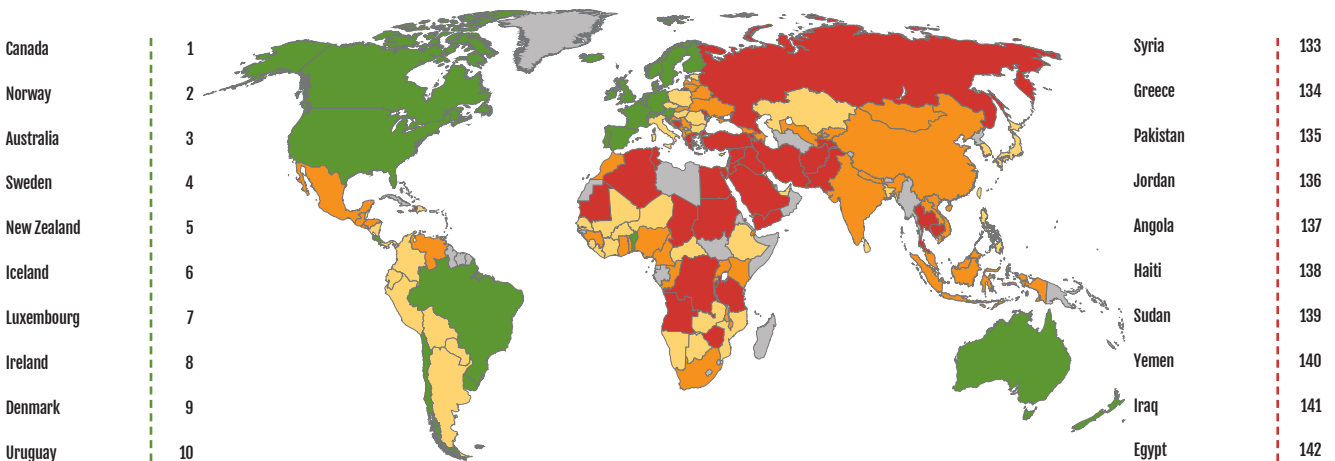 Canada 1
Norway 2
Australia 3
Sweden 4
New Zealand 5
Iceland 6
Luxembourg 7
Ireland 8
Denmark 9
Uruguay 10
Syria 133
Greece 134
Pakistan 135
Jordan 136
Angola 137
Haiti 138
Sudan 139
Yemen 140
Iraq 141
Egypt 142